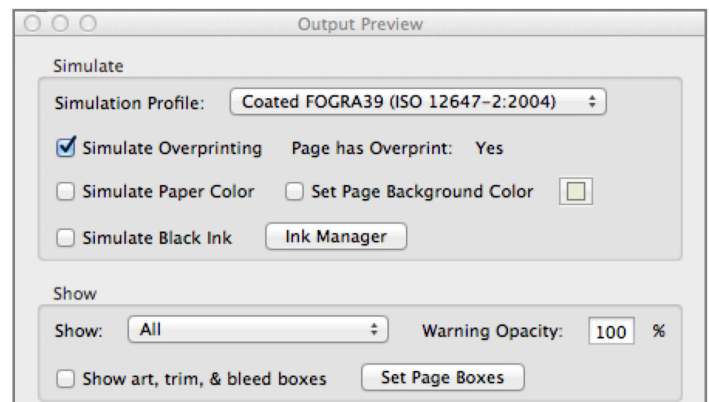 Output Preview
Simulate
Simulation Profile: Coated FOGRA39 (ISO 12647-2:2004)
Simulate Overprinting Page has Overprint: Yes
Simulate Paper Color Set Page Background Color
Simulate Black Ink Ink Manager
Show
Show: All Warning Opacity: 100 %
Show art, trim, & bleed boxes Set Page Boxes